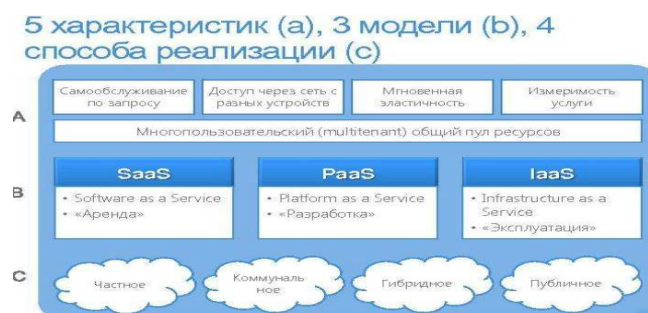 5 характеристик (a), 3 модели (b), 4
способа реализации (c)
A
Самообслуживание
по запросу
Доступ через сеть с
разных устройств
Мгновенная
эластичность
Измеримость
услуги
Многопользовательский (multitenant) общий пул ресурсов
B
SaaS
• Software as a Service
• «Аренда»
PaaS
• Platform as a Service
• «Разработка»
IaaS
• Infrastructure as a
Service
• «Эксплуатация»
C
Частное
Коммуналь
ное
Гибридное
Публичное